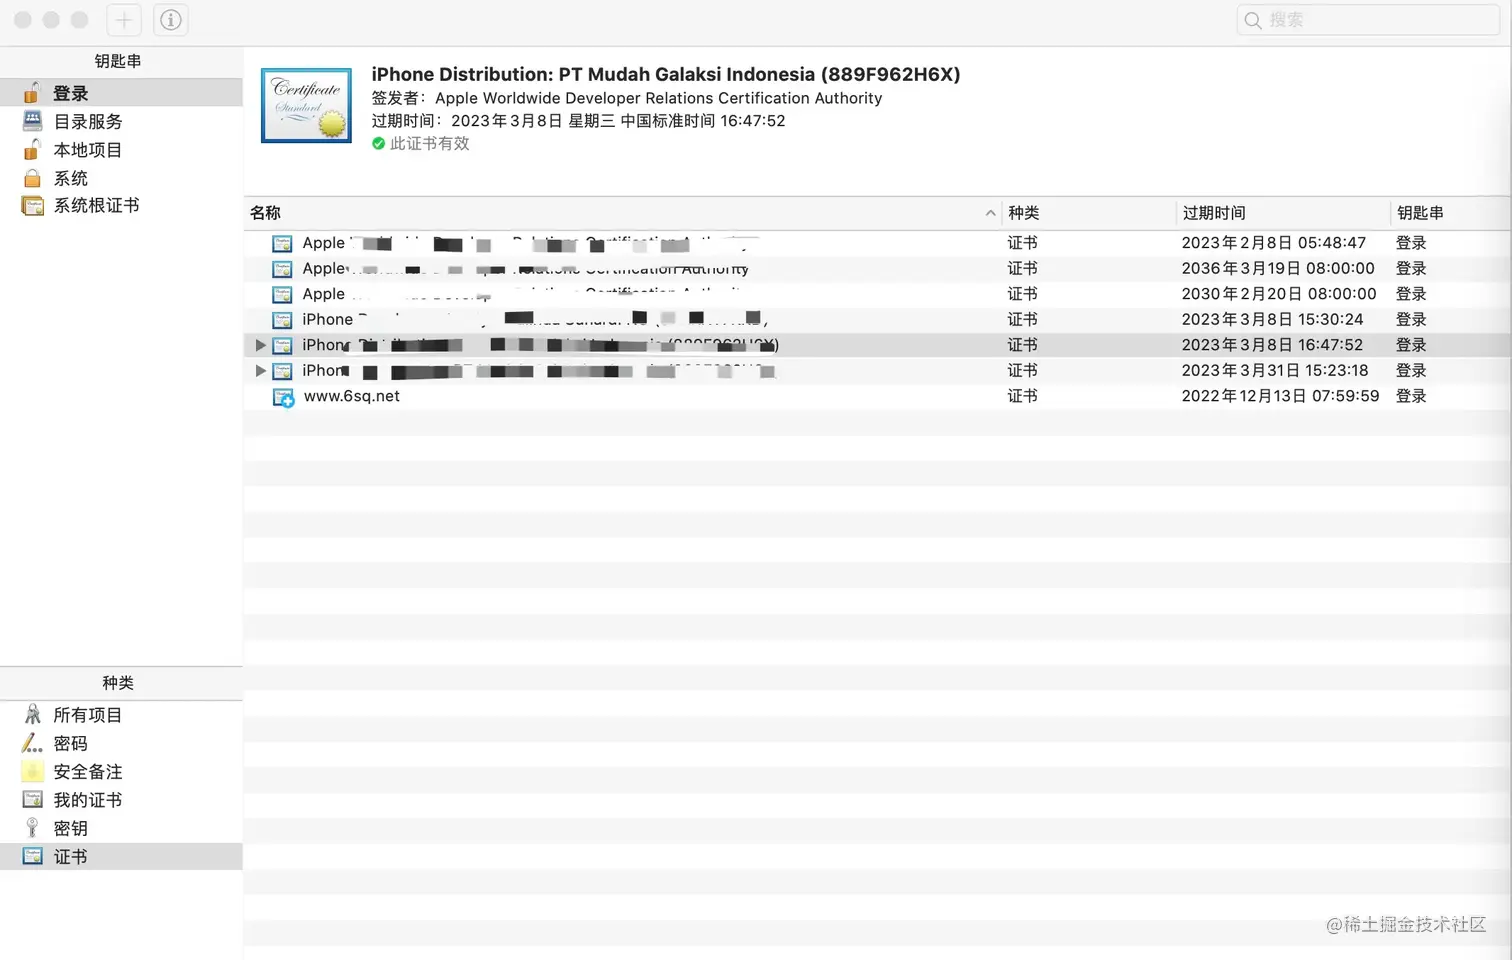 搜索
钥匙串
登录
目录服务
本地项目
系统
系统根证书
Certificate
Standard
iPhone Distribution: PT Mudah Galaksi Indonesia (889F962H6X)
签发者：Apple Worldwide Developer Relations Certification Authority
过期时间：2023年3月8日 星期三 中国标准时间 16:47:52
此证书有效
名称 种类 过期时间 钥匙串
Apple 证书 2023年2月8日 05:48:47 登录
Apple Relations Certification Authority 证书 2036年3月19日 08:00:00 登录
Apple 证书 2030年2月20日 08:00:00 登录
iPhone 证书 2023年3月8日 15:30:24 登录
iPhone 证书 2023年3月8日 16:47:52 登录
iPhon 证书 2023年3月31日 15:23:18 登录
www.6sq.net 证书 2022年12月13日 07:59:59 登录
种类
所有项目
密码
安全备注
我的证书
密钥
证书
@稀土掘金技术社区